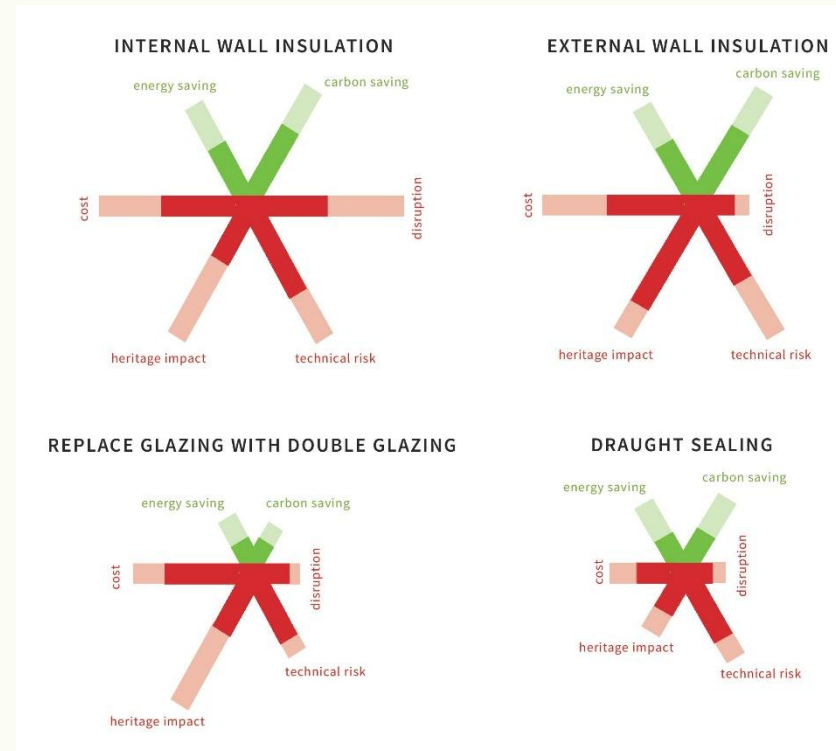 INTERNAL WALL INSULATION
energy saving
carbon saving
cost
disruption
heritage impact
technical risk
EXTERNAL WALL INSULATION
energy saving
carbon saving
cost
disruption
heritage impact
technical risk
REPLACE GLAZING WITH DOUBLE GLAZING
energy saving
carbon saving
cost
disruption
technical risk
heritage impact
DRAUGHT SEALING
energy saving
carbon saving
cost
disruption
heritage impact
technical risk